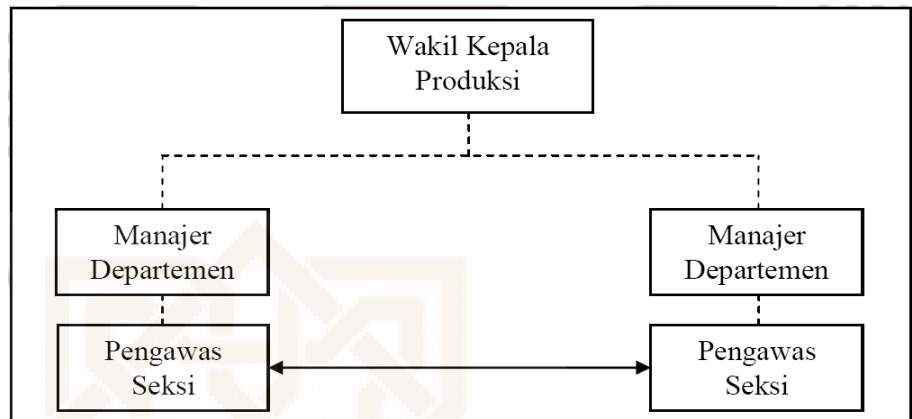 Wakil Kepala
Produksi
Manajer
Departemen
Manajer
Departemen
Pengawas
Seksi
Pengawas
Seksi